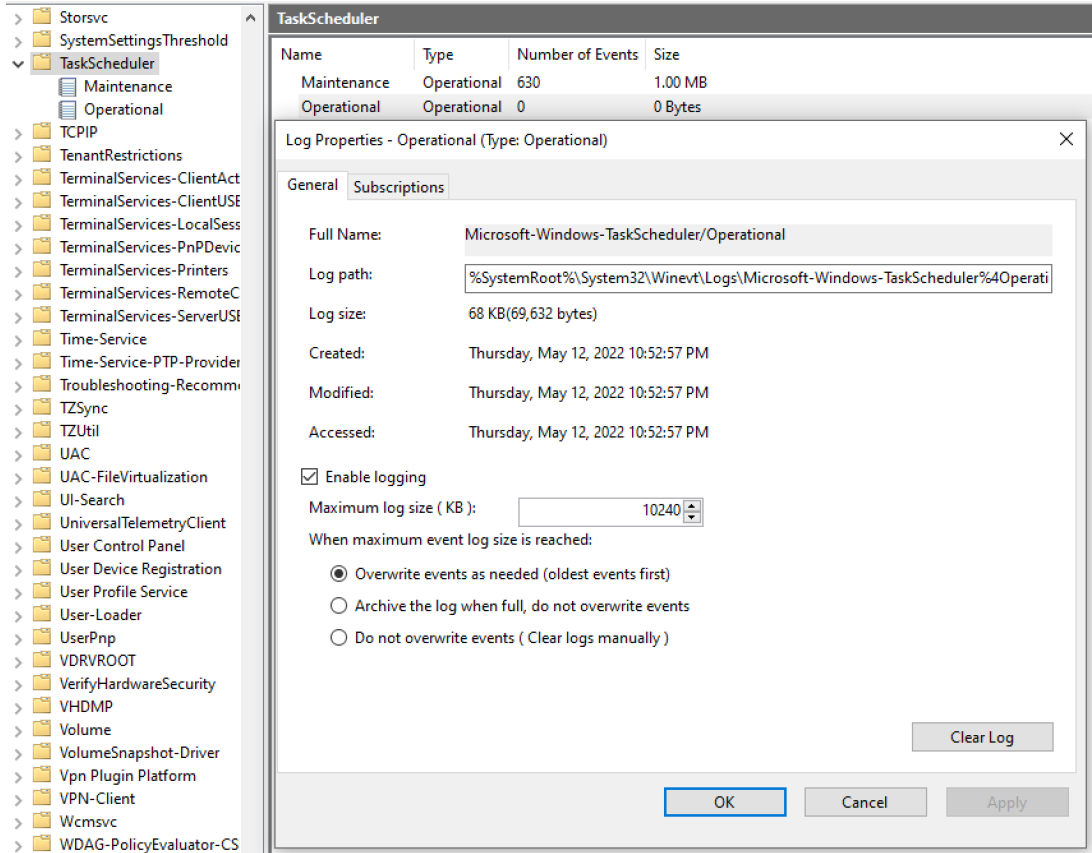 Storsvc
SystemSettingsThreshold
TaskScheduler
Maintenance
Operational
TCPIP
TenantRestrictions
TerminalServices-ClientAct
TerminalServices-ClientUSE
TerminalServices-LocalSess
TerminalServices-PnPDevic
TerminalServices-Printers
TerminalServices-RemoteC
TerminalServices-ServerUSE
Time-Service
Time-Service-PTP-Provider
Troubleshooting-Recomm
TZSync
TZUtil
UAC
UAC-FileVirtualization
UI-Search
UniversalTelemetryClient
User Control Panel
User Device Registration
User Profile Service
User-Loader
UserPnp
VDRVROOT
VerifyHardwareSecurity
VHDMP
Volume
VolumeSnapshot-Driver
Vpn Plugin Platform
VPN-Client
Wcmsvc
WDAG-PolicyEvaluator-CS
TaskScheduler
Name Type Number of Events Size
Maintenance Operational 630 1.00 MB
Operational Operational 0 0 Bytes
Log Properties - Operational (Type: Operational)
General Subscriptions
Full Name: Microsoft-Windows-TaskScheduler/Operational
Log path: %SystemRoot%\System32\Winevt\Logs\Microsoft-Windows-TaskScheduler%4Operati
Log size: 68 KB(69,632 bytes)
Created: Thursday, May 12, 2022 10:52:57 PM
Modified: Thursday, May 12, 2022 10:52:57 PM
Accessed: Thursday, May 12, 2022 10:52:57 PM
Enable logging
Maximum log size ( KB ): 10240
When maximum event log size is reached:
Overwrite events as needed (oldest events first)
Archive the log when full, do not overwrite events
Do not overwrite events ( Clear logs manually )
Clear Log
OK Cancel Apply